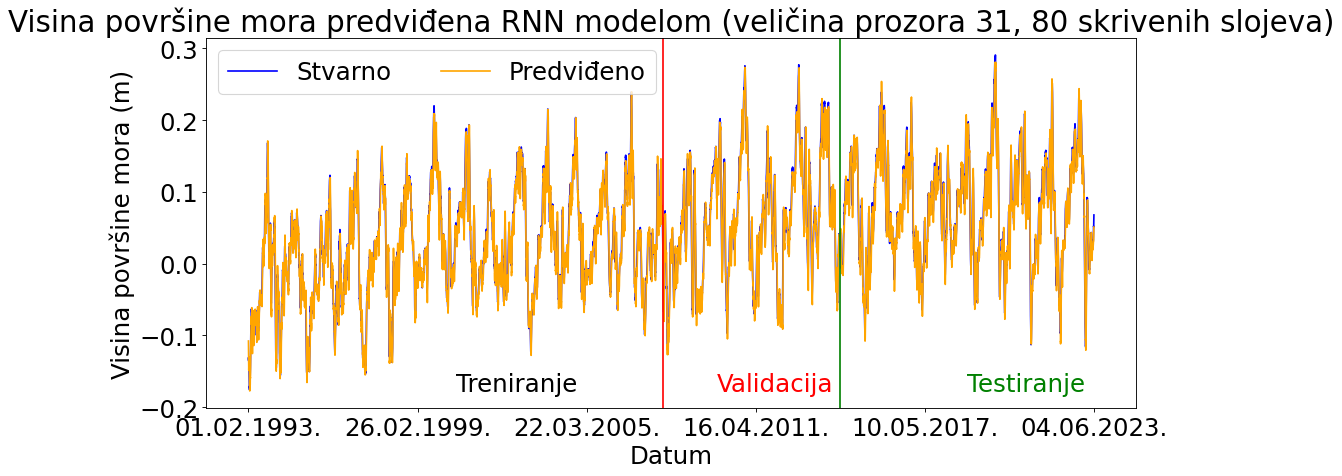 Visina površine mora predviđena RNN modelom (veličina prozora 31, 80 skrivenih slojeva)
Stvarno
Predviđeno
Visina površine mora (m)
0.3
0.2
0.1
0.0
−0.1
−0.2
Treniranje
Validacija
Testiranje
01.02.1993.
26.02.1999.
22.03.2005.
16.04.2011.
10.05.2017.
04.06.2023.
Datum